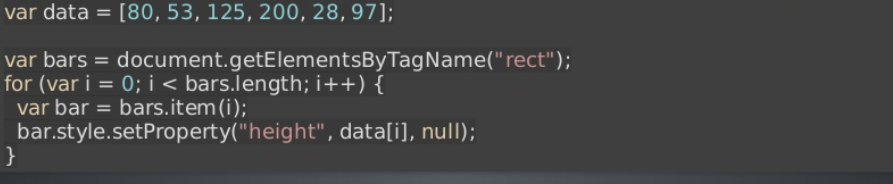 var data = [80, 53, 125, 200, 28, 97];
var bars = document.getElementsByTagName("rect");
for (var i = 0; i < bars.length; i++) {
var bar = bars.item(i);
bar.style.setProperty("height", data[i], null);
}